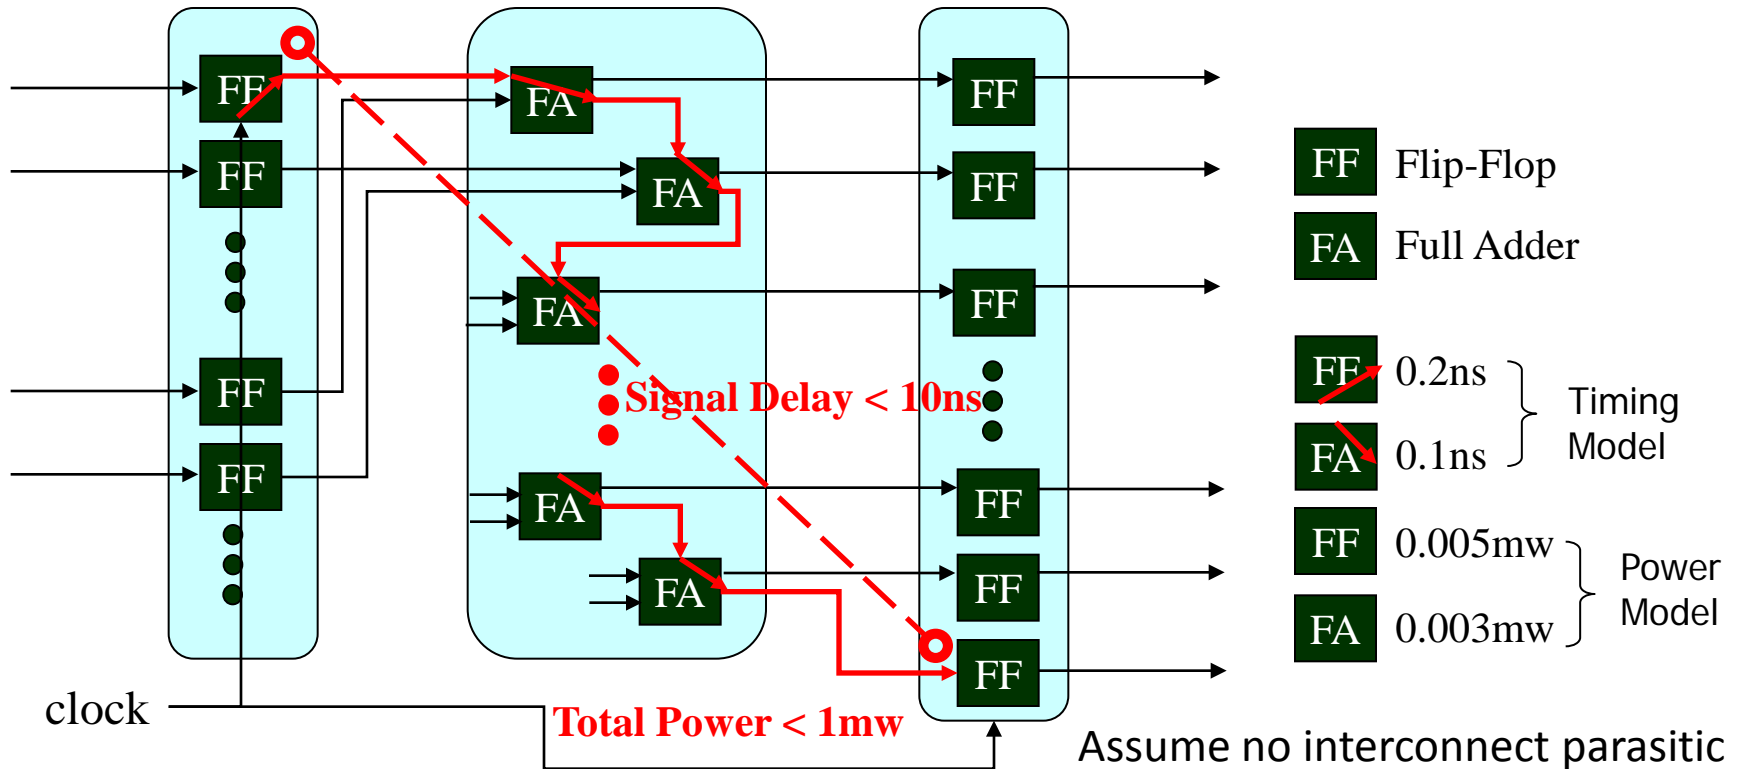 FF
FF
FF
FF
FA
FA
FA
FA
FA
FF
FF
FF
FF
FF
FF
Signal Delay < 10ns
Total Power < 1mw
clock
FF Flip-Flop
FA Full Adder
FF 0.2ns
FA 0.1ns
Timing
Model
FF 0.005mw
FA 0.003mw
Power
Model
Assume no interconnect parasitic